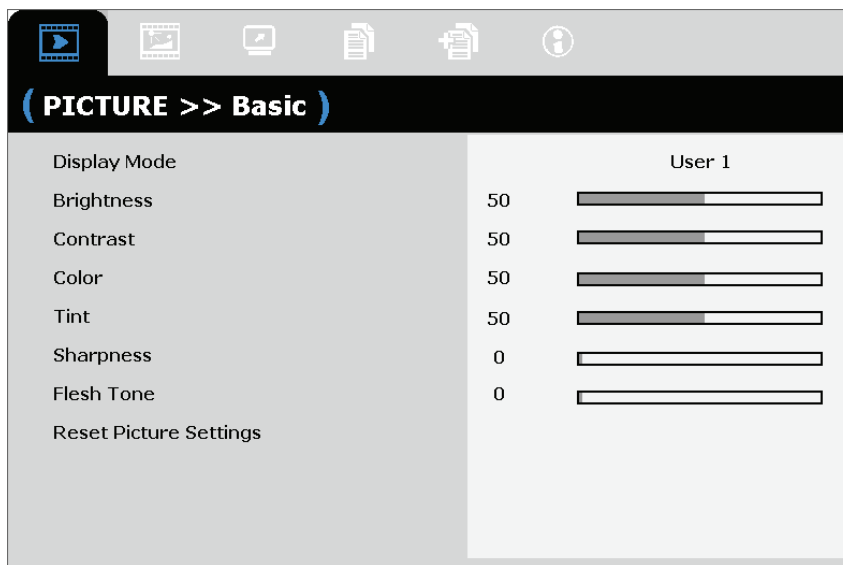 ( PICTURE >> Basic )
Display Mode User 1
Brightness 50
Contrast 50
Color 50
Tint 50
Sharpness 0
Flesh Tone 0
Reset Picture Settings